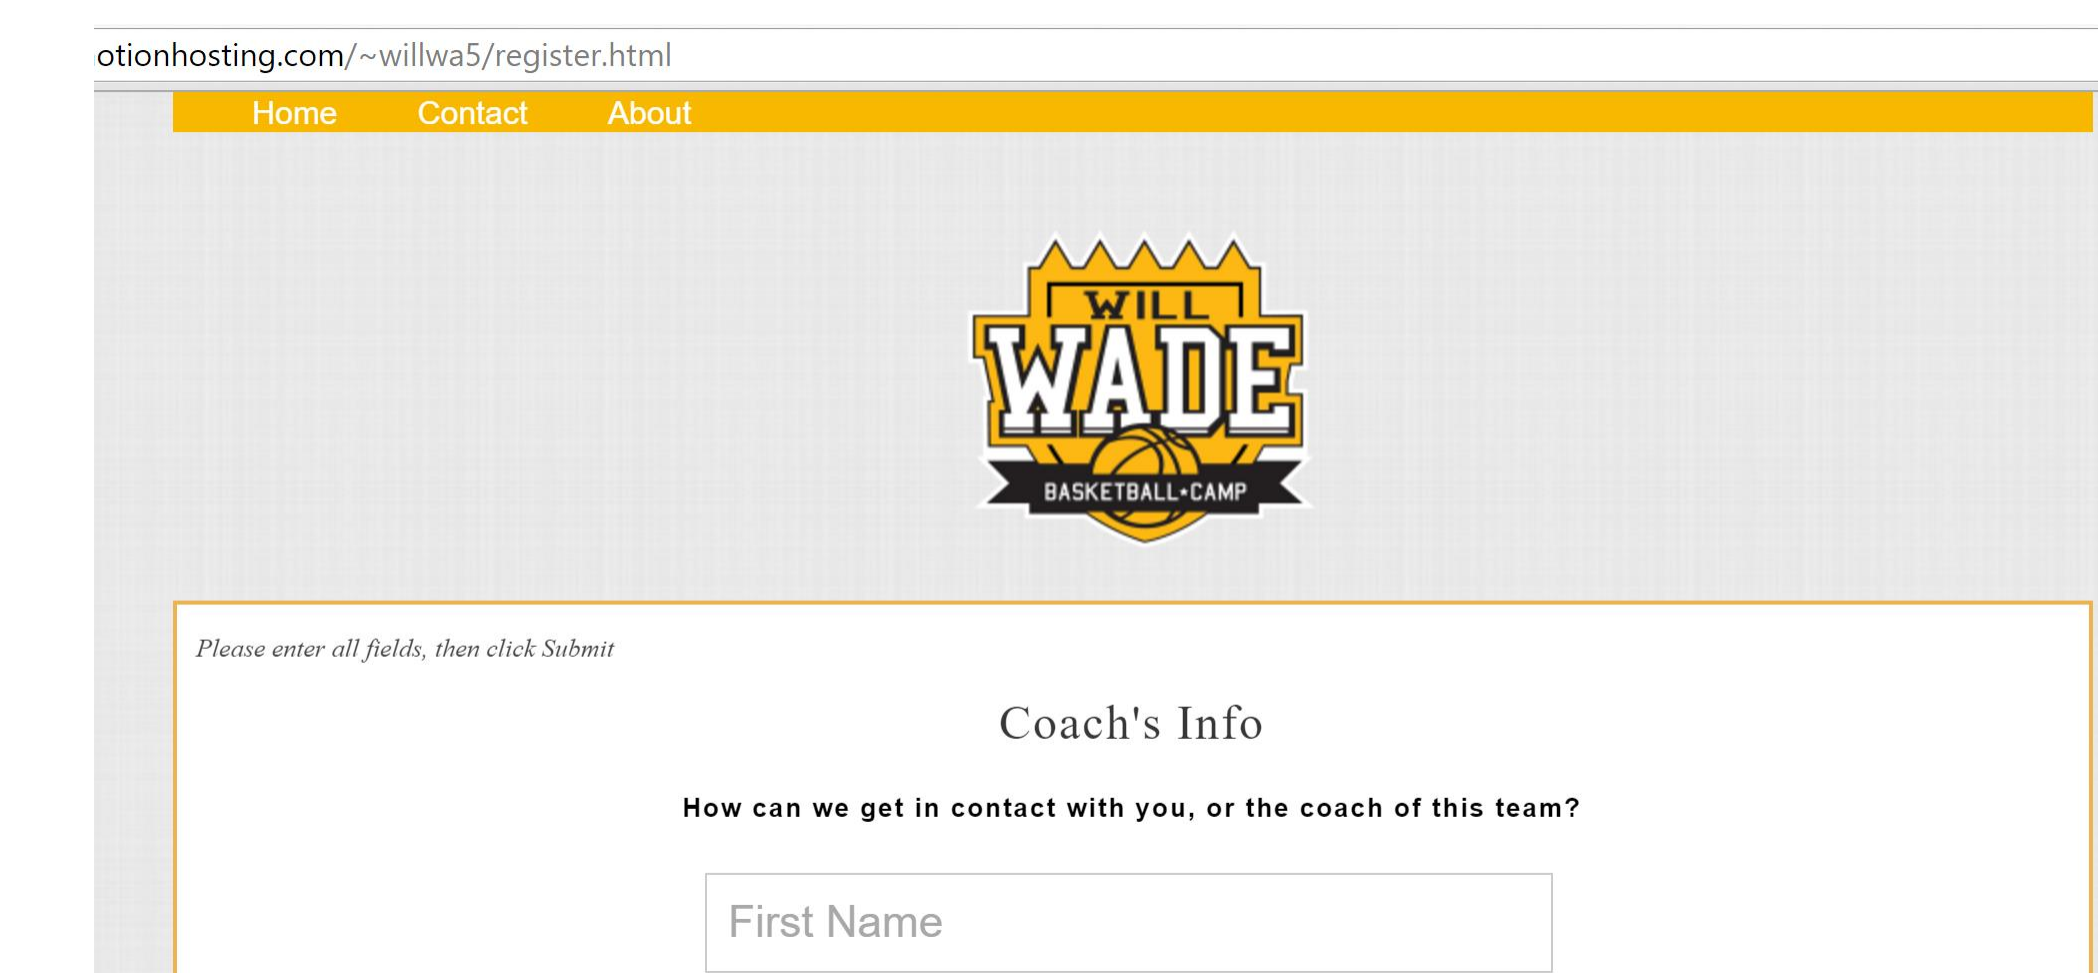 otionhosting.com/~willwa5/register.html
Home Contact About
WILL
WADE
BASKETBALL★CAMP
Please enter all fields, then click Submit
Coach's Info
How can we get in contact with you, or the coach of this team?
First Name